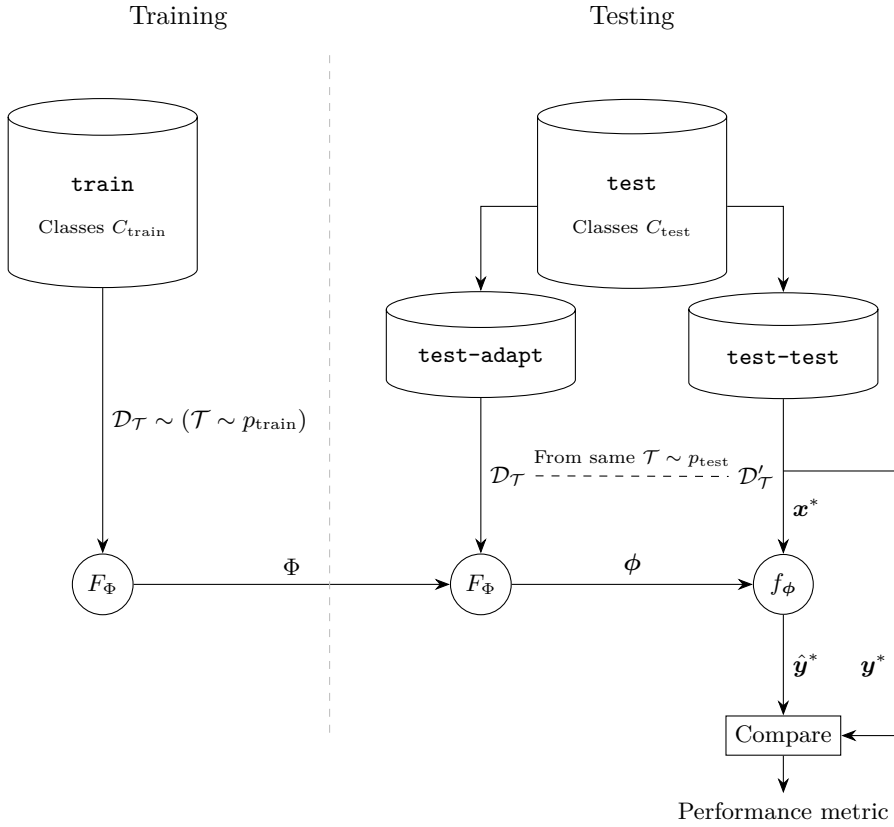 Training
Testing
train
Classes C_train
test
Classes C_test
test-adapt
test-test
𝒟_𝒯 ∼ (𝒯 ∼ p_train)
From same 𝒯 ∼ p_test
𝒟_𝒯
𝒟′_𝒯
x*
F_Φ
Φ
F_Φ
ϕ
f_ϕ
ŷ*
y*
Compare
Performance metric